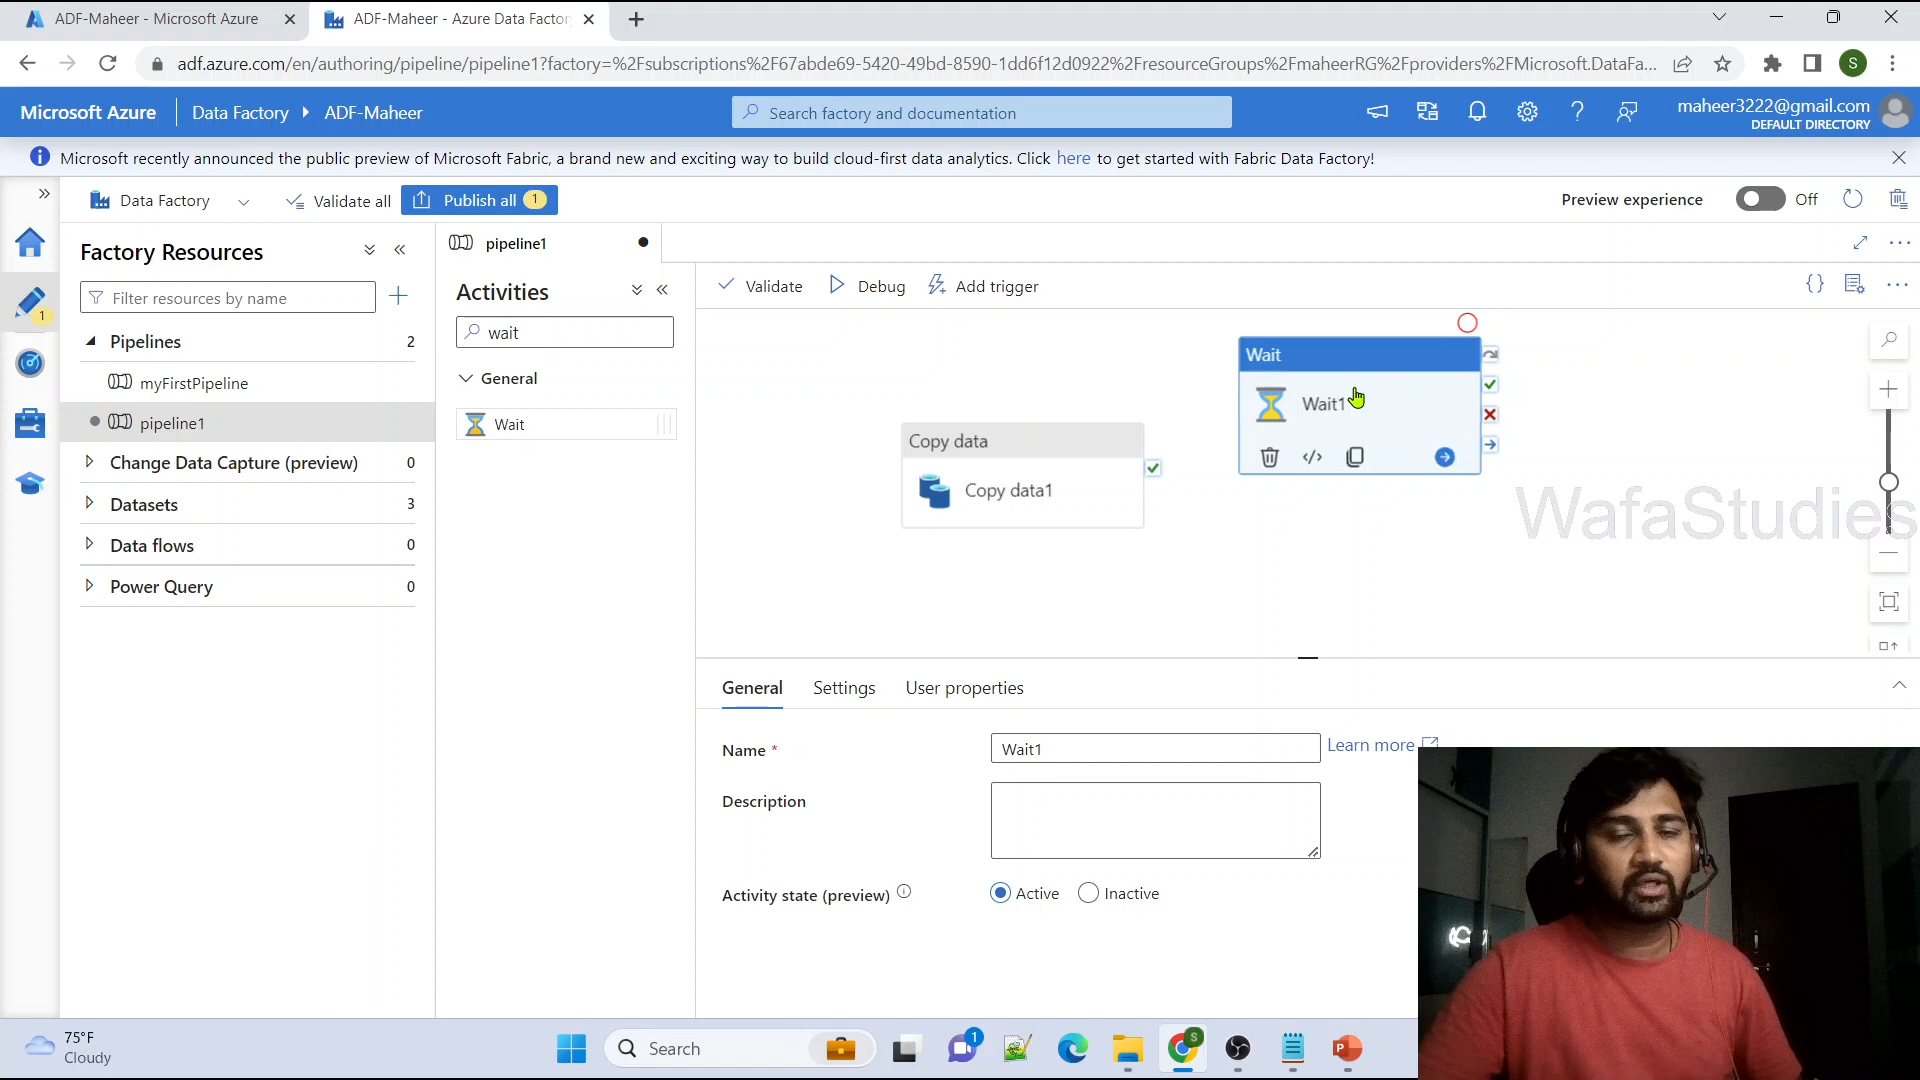 ADF-Maheer - Microsoft Azure
ADF-Maheer - Azure Data Factor
adf.azure.com/en/authoring/pipeline/pipeline1?factory=%2Fsubscriptions%2F67abde69-5420-49bd-8590-1dd6f12d0922%2FresourceGroups%2FmaheerRG%2Fproviders%2FMicrosoft.DataFa...
S
Microsoft Azure
Data Factory
ADF-Maheer
Search factory and documentation
maheer3222@gmail.com
DEFAULT DIRECTORY
Microsoft recently announced the public preview of Microsoft Fabric, a brand new and exciting way to build cloud-first data analytics. Click here to get started with Fabric Data Factory!
Data Factory
Validate all
Publish all 1
Preview experience
Off
Factory Resources
Filter resources by name
1
Pipelines 2
myFirstPipeline
pipeline1
Change Data Capture (preview) 0
Datasets 3
Data flows 0
Power Query 0
pipeline1
Activities
wait
General
Wait
Validate
Debug
Add trigger
Copy data
Copy data1
Wait
Wait1
WafaStudies
General
Settings
User properties
Name *
Wait1
Learn more
Description
Activity state (preview)
Active
Inactive
75°F
Cloudy
Search
1
S